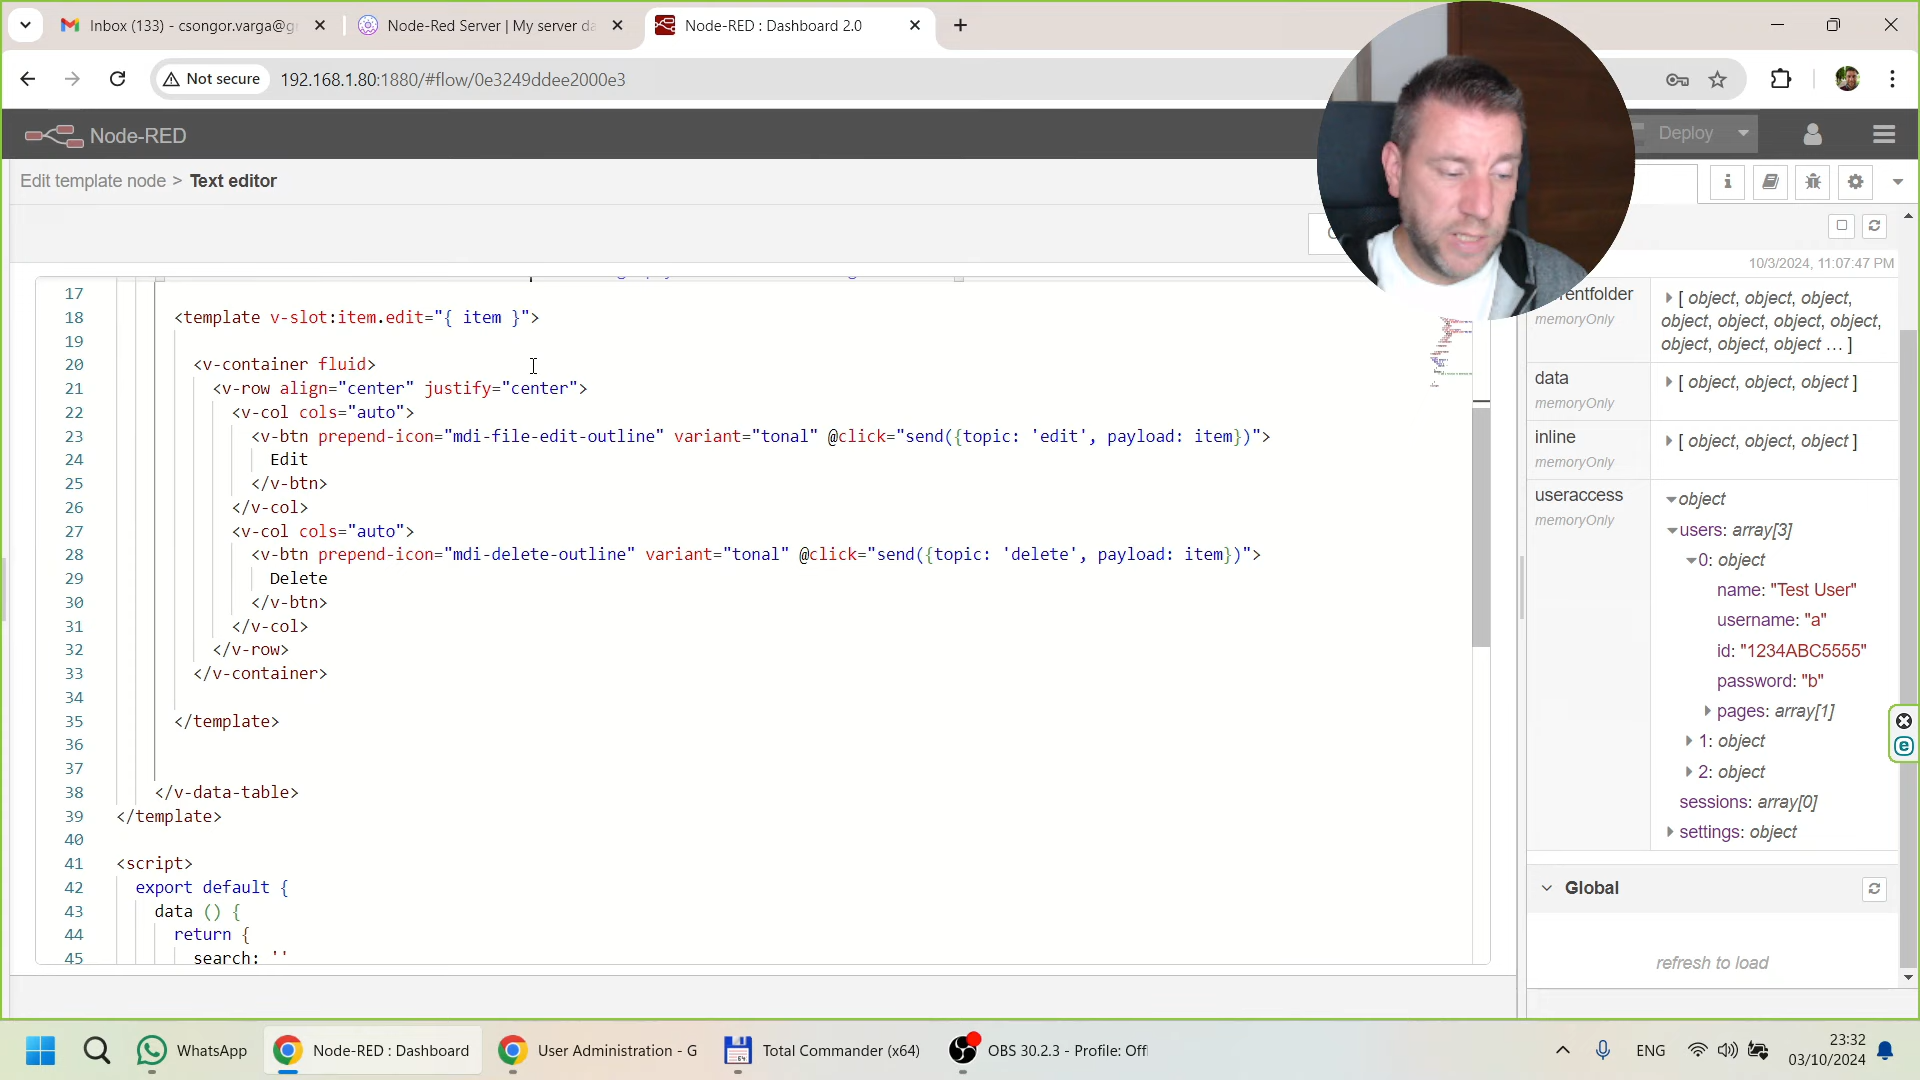 Inbox (133) - csongor.varga@g
Node-Red Server | My server da
Node-RED : Dashboard 2.0
Not secure
192.168.1.80:1880/#flow/0e3249ddee2000e3
Node-RED
Deploy
Edit template node > Text editor
10/3/2024, 11:07:47 PM
17
18 <template v-slot:item.edit="{ item }">
19
20 <v-container fluid>
21 <v-row align="center" justify="center">
22 <v-col cols="auto">
23 <v-btn prepend-icon="mdi-file-edit-outline" variant="tonal" @click="send({topic: 'edit', payload: item})">
24 Edit
25 </v-btn>
26 </v-col>
27 <v-col cols="auto">
28 <v-btn prepend-icon="mdi-delete-outline" variant="tonal" @click="send({topic: 'delete', payload: item})">
29 Delete
30 </v-btn>
31 </v-col>
32 </v-row>
33 </v-container>
34
35 </template>
36
37
38 </v-data-table>
39 </template>
40
41 <script>
42 export default {
43 data () {
44 return {
45 search: ''
rentfolder
memoryOnly
[ object, object, object,
object, object, object, object,
object, object, object … ]
data
memoryOnly
[ object, object, object ]
inline
memoryOnly
[ object, object, object ]
useraccess
memoryOnly
object
users: array[3]
0: object
name: "Test User"
username: "a"
id: "1234ABC5555"
password: "b"
pages: array[1]
1: object
2: object
sessions: array[0]
settings: object
Global
refresh to load
WhatsApp
Node-RED : Dashboard
User Administration - G
Total Commander (x64)
OBS 30.2.3 - Profile: Off
ENG
23:32
03/10/2024